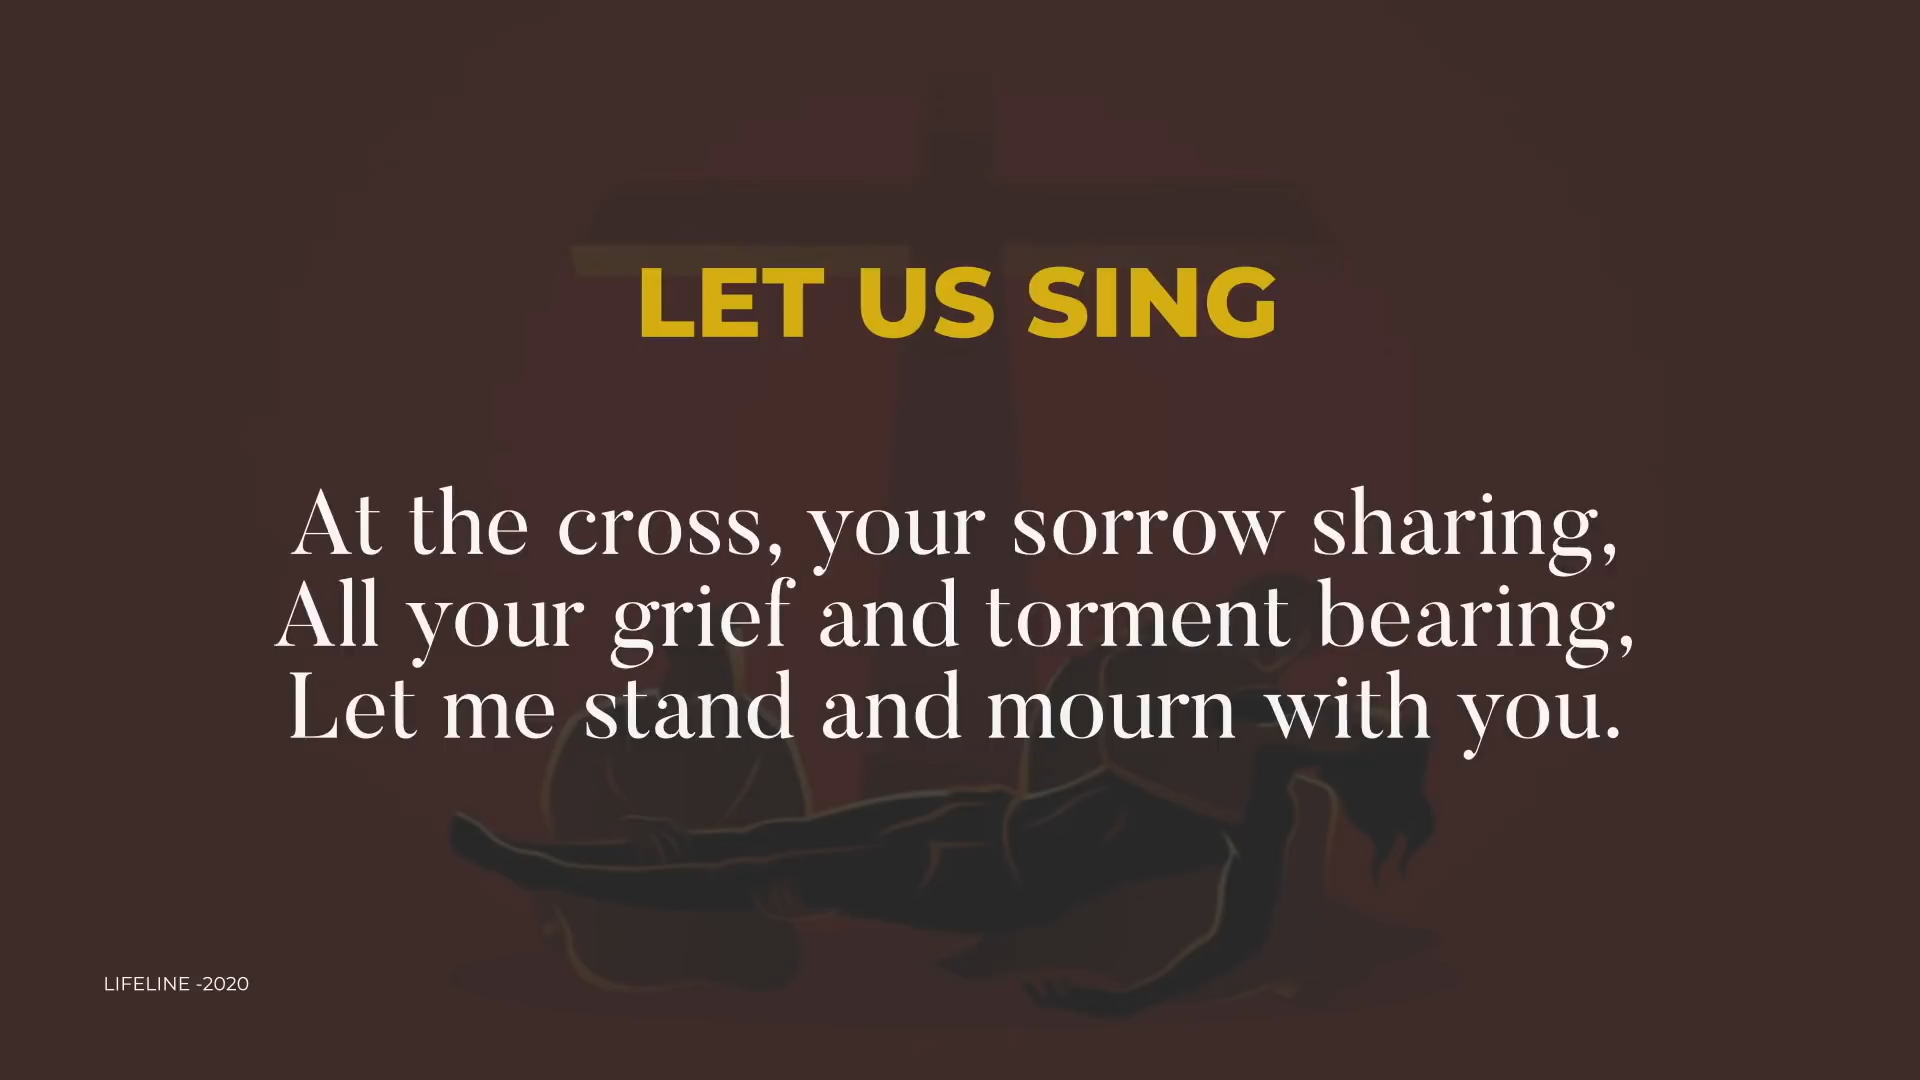 LET US SING
At the cross, your sorrow sharing,
All your grief and torment bearing,
Let me stand and mourn with you.
LIFELINE -2020